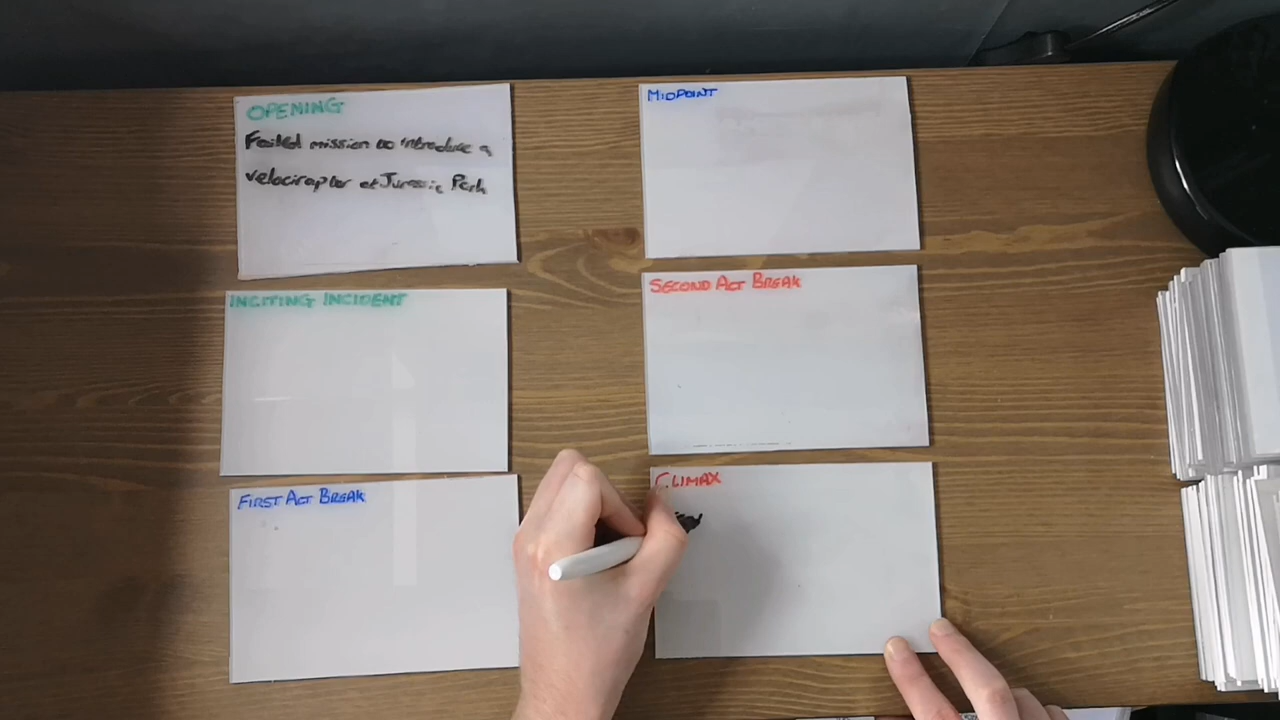 OPENING
Failed mission to introduce a
velociraptor at Jurassic Park
INCITING INCIDENT
FIRST ACT BREAK
MIDPOINT
SECOND ACT BREAK
CLIMAX